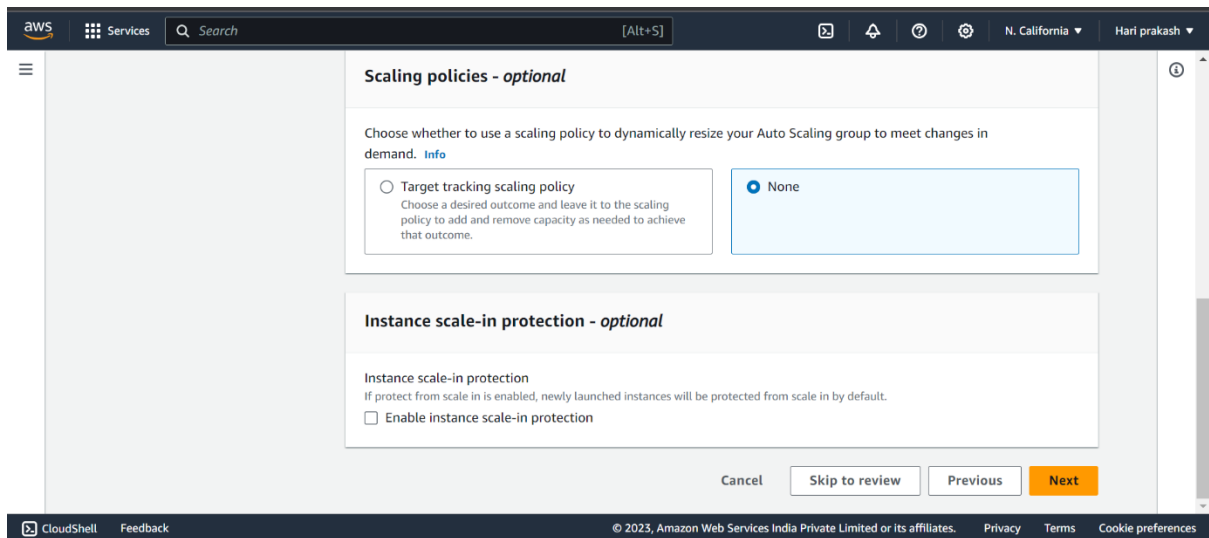 aws Services Search [Alt+S] N. California Hari prakash
Scaling policies - optional
Choose whether to use a scaling policy to dynamically resize your Auto Scaling group to meet changes in
demand. Info
Target tracking scaling policy
Choose a desired outcome and leave it to the scaling
policy to add and remove capacity as needed to achieve
that outcome.
None
Instance scale-in protection - optional
Instance scale-in protection
If protect from scale in is enabled, newly launched instances will be protected from scale in by default.
Enable instance scale-in protection
Cancel Skip to review Previous Next
CloudShell Feedback © 2023, Amazon Web Services India Private Limited or its affiliates. Privacy Terms Cookie preferences